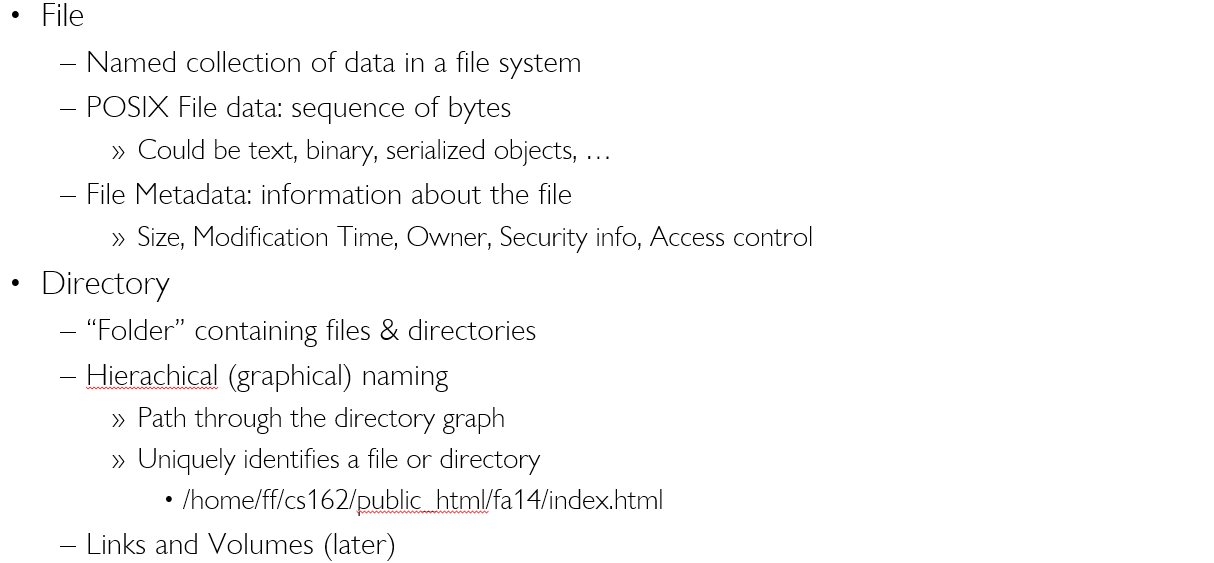 • File
– Named collection of data in a file system
– POSIX File data: sequence of bytes
» Could be text, binary, serialized objects, …
– File Metadata: information about the file
» Size, Modification Time, Owner, Security info, Access control
• Directory
– “Folder” containing files & directories
– Hierachical (graphical) naming
» Path through the directory graph
» Uniquely identifies a file or directory
• /home/ff/cs162/public_html/fa14/index.html
– Links and Volumes (later)